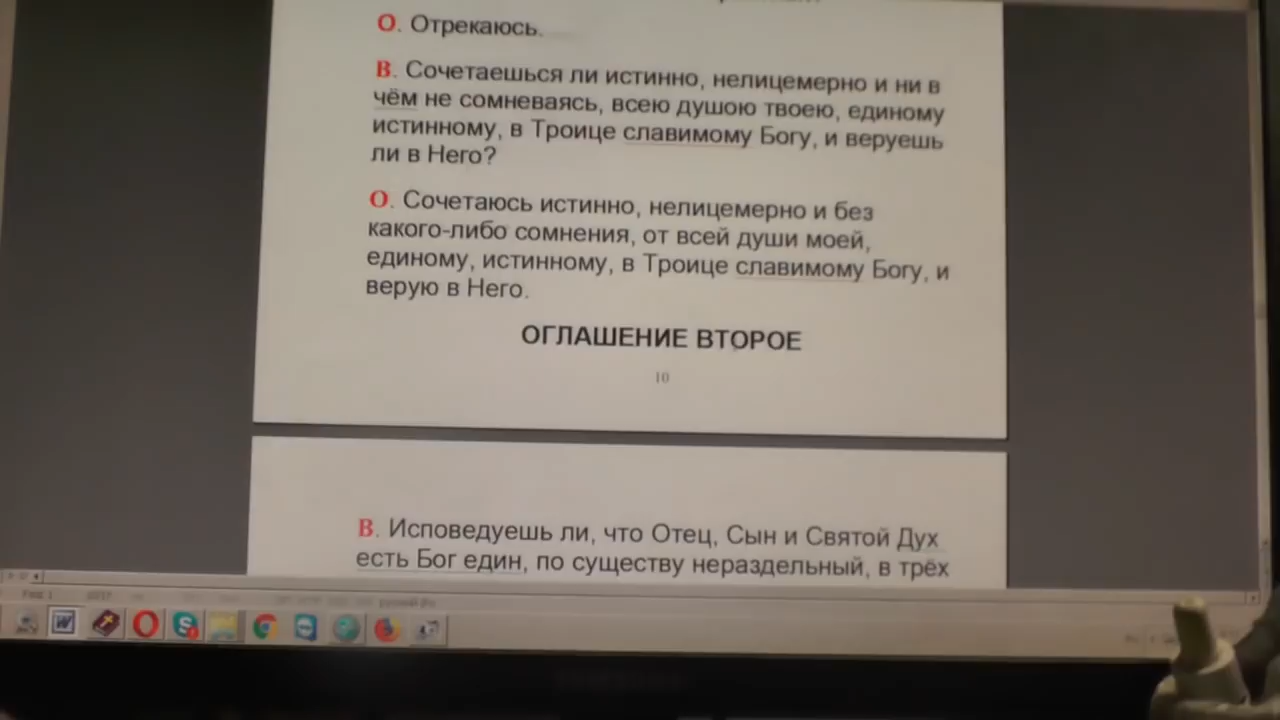 О. Отрекаюсь.
В. Сочетаешься ли истинно, нелицемерно и ни в
чём не сомневаясь, всею душою твоею, единому
истинному, в Троице славимому Богу, и веруешь
ли в Него?
О. Сочетаюсь истинно, нелицемерно и без
какого-либо сомнения, от всей души моей,
единому, истинному, в Троице славимому Богу, и
верую в Него.
ОГЛАШЕНИЕ ВТОРОЕ
10
В. Исповедуешь ли, что Отец, Сын и Святой Дух
есть Бог един, по существу нераздельный, в трёх